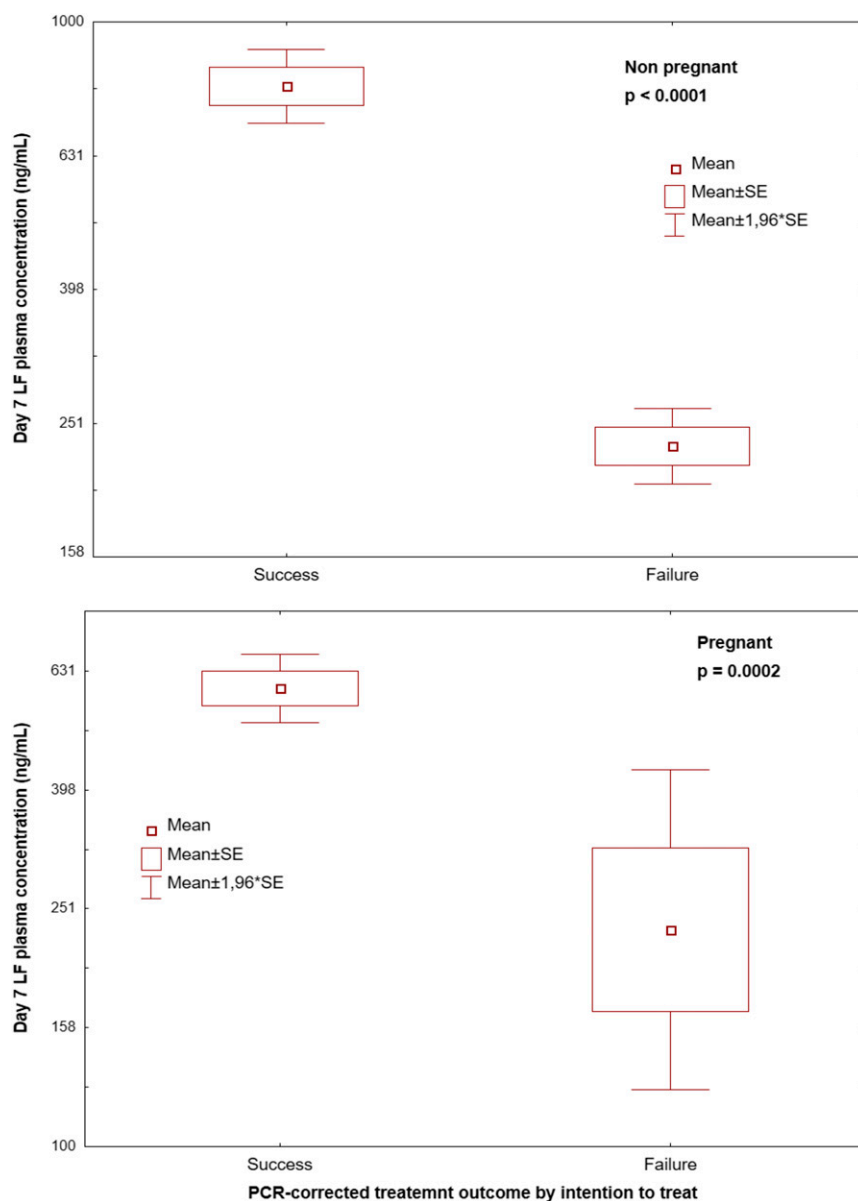 1000
Non pregnant
p < 0.0001
631
Mean
Mean±SE
Mean±1,96*SE
398
251
158
Day 7 LF plasma concentration (ng/mL)
Success
Failure
Pregnant
p = 0.0002
631
398
Mean
Mean±SE
Mean±1,96*SE
251
158
100
Day 7 LF plasma concentration (ng/mL)
Success
Failure
PCR-corrected treatemnt outcome by intention to treat